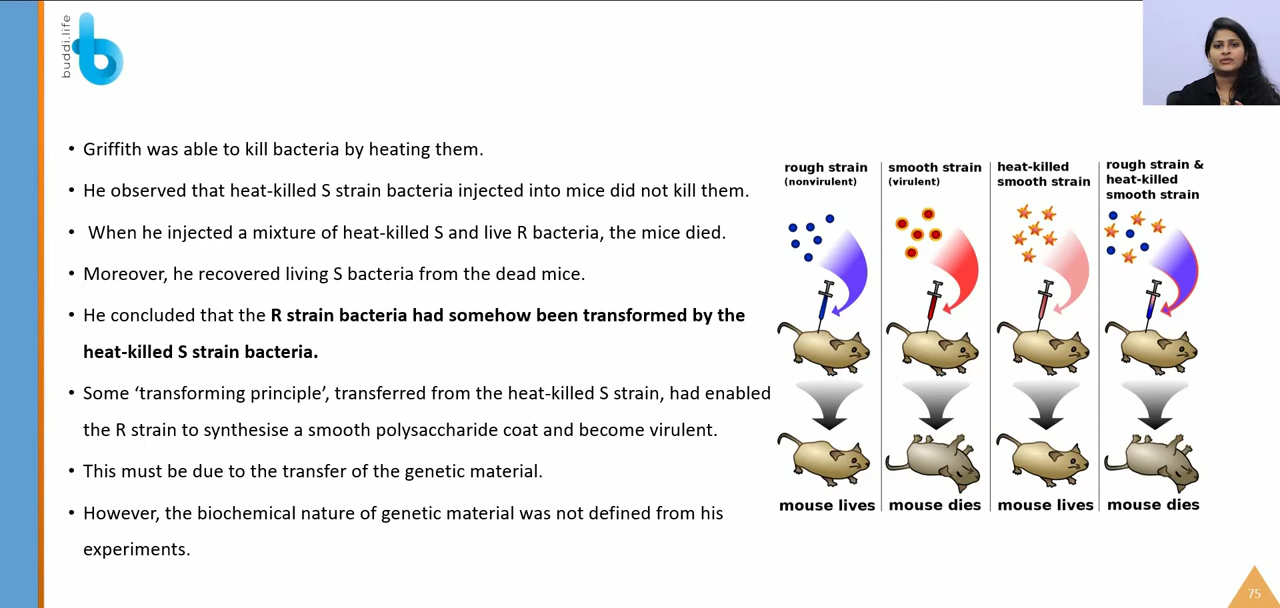 buddi.life
• Griffith was able to kill bacteria by heating them.
• He observed that heat-killed S strain bacteria injected into mice did not kill them.
• When he injected a mixture of heat-killed S and live R bacteria, the mice died.
• Moreover, he recovered living S bacteria from the dead mice.
• He concluded that the R strain bacteria had somehow been transformed by the
heat-killed S strain bacteria.
• Some ‘transforming principle’, transferred from the heat-killed S strain, had enabled
the R strain to synthesise a smooth polysaccharide coat and become virulent.
• This must be due to the transfer of the genetic material.
• However, the biochemical nature of genetic material was not defined from his
experiments.
rough strain
(nonvirulent)
smooth strain
(virulent)
heat-killed
smooth strain
rough strain &
heat-killed
smooth strain
mouse lives
mouse dies
mouse lives
mouse dies
75